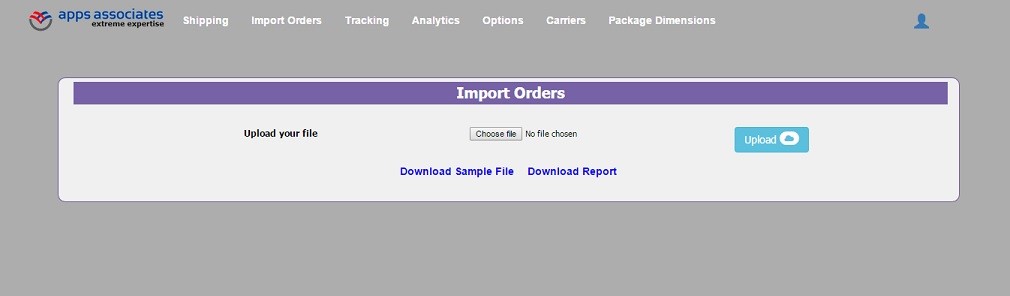 apps associates
extreme expertise
Shipping Import Orders Tracking Analytics Options Carriers Package Dimensions
Import Orders
Upload your file Choose file No file chosen Upload
Download Sample File Download Report